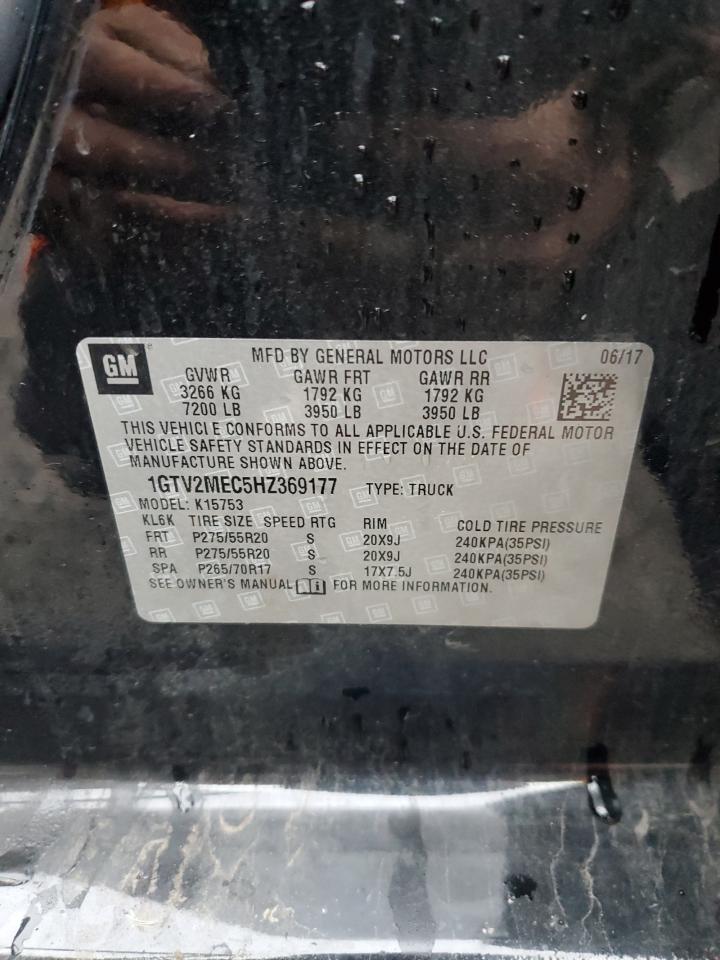 GM
MFD BY GENERAL MOTORS LLC 06/17
GVWR GAWR FRT GAWR RR
3266 KG 1792 KG 1792 KG
7200 LB 3950 LB 3950 LB
THIS VEHICLE CONFORMS TO ALL APPLICABLE U.S. FEDERAL MOTOR
VEHICLE SAFETY STANDARDS IN EFFECT ON THE DATE OF
MANUFACTURE SHOWN ABOVE.
1GTV2MEC5HZ369177 TYPE: TRUCK
MODEL: K15753
KL6K TIRE SIZE SPEED RTG RIM COLD TIRE PRESSURE
FRT P275/55R20 S 20X9J 240KPA(35PSI)
RR P275/55R20 S 20X9J 240KPA(35PSI)
SPA P265/70R17 S 17X7.5J 240KPA(35PSI)
SEE OWNER'S MANUAL FOR MORE INFORMATION.